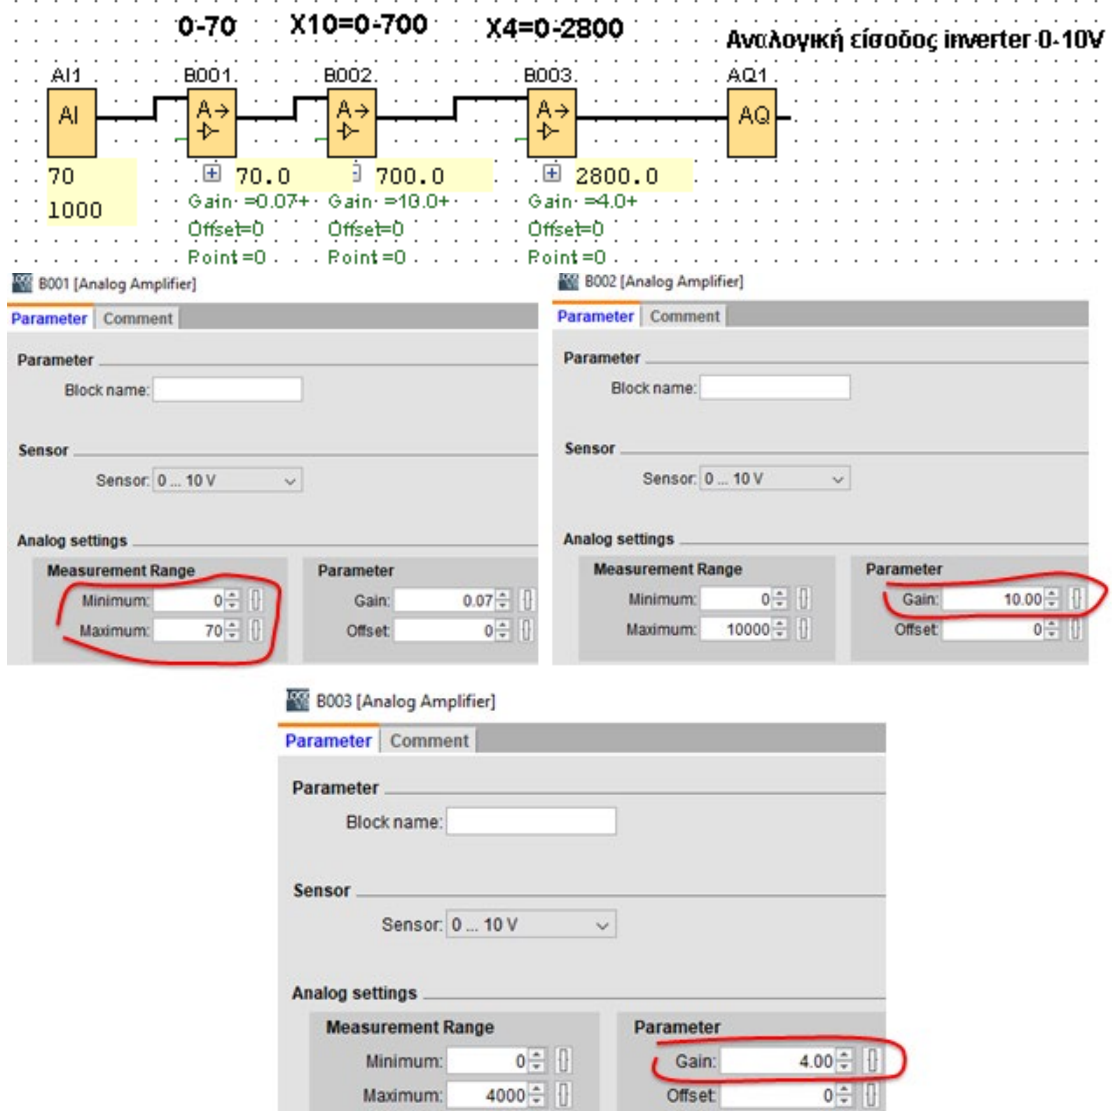 0-70 X10=0-700 X4=0-2800 Αναλογική είσοδος inverter 0-10V
AI1 B001 B002 B003 AQ1
AI A→ A→ A→ AQ
70 70.0 700.0 2800.0
1000 Gain =0.07+ Gain =10.0+ Gain =4.0+
Offset=0 Offset=0 Offset=0
Point=0 Point=0 Point=0
B001 [Analog Amplifier]
Parameter Comment
Parameter
Block name:
Sensor
Sensor: 0 ... 10 V
Analog settings
Measurement Range Parameter
Minimum: 0 Gain: 0.07
Maximum: 70 Offset: 0
B002 [Analog Amplifier]
Parameter Comment
Parameter
Block name:
Sensor
Sensor: 0 ... 10 V
Analog settings
Measurement Range Parameter
Minimum: 0 Gain: 10.00
Maximum: 10000 Offset: 0
B003 [Analog Amplifier]
Parameter Comment
Parameter
Block name:
Sensor
Sensor: 0 ... 10 V
Analog settings
Measurement Range Parameter
Minimum: 0 Gain: 4.00
Maximum: 4000 Offset: 0